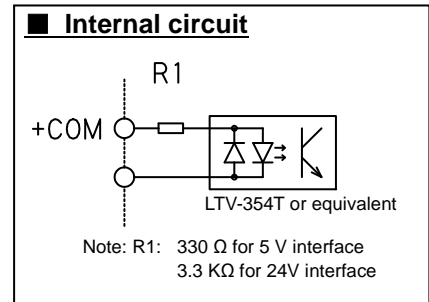 ■ Internal circuit
R1
+COM
LTV-354T or equivalent
Note: R1: 330 Ω for 5 V interface
3.3 KΩ for 24V interface